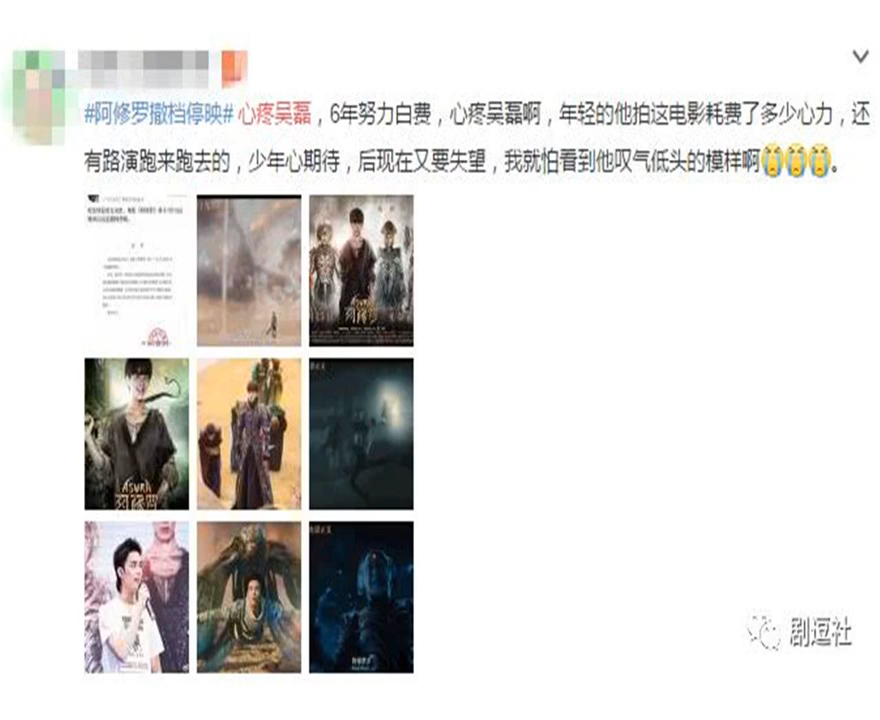 #阿修罗撤档停映# 心疼吴磊，6年努力白费，心疼吴磊啊，年轻的他拍这电影耗费了多少心力，还
有路演跑来跑去的，少年心期待，后现在又要失望，我就怕看到他叹气低头的模样啊😭😭😭。
ASURA
阿修罗
ASURA
阿修罗
剧逗社